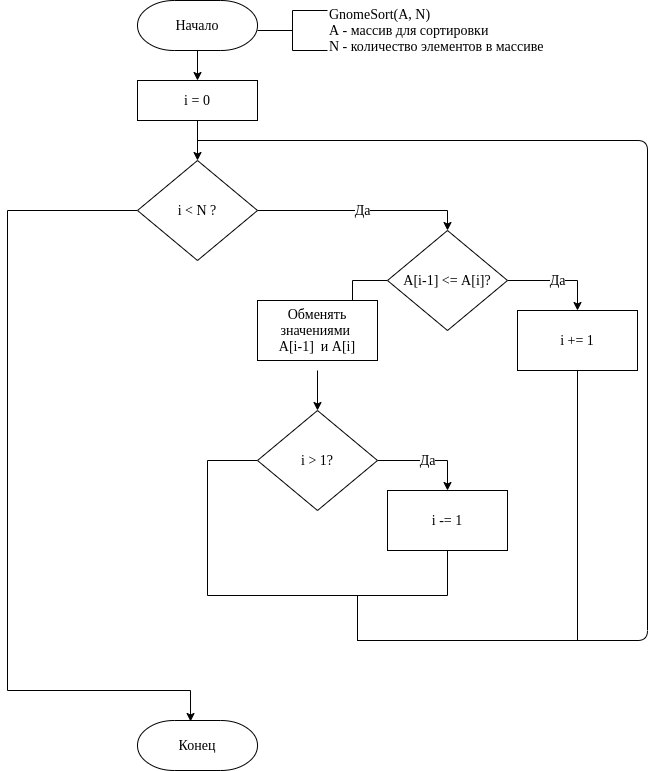 Начало
GnomeSort(A, N)
A - массив для сортировки
N - количество элементов в массиве
i = 0
i < N ?
Да
A[i-1] <= A[i]?
Да
Обменять
значениями
A[i-1] и A[i]
i += 1
i > 1?
Да
i -= 1
Конец